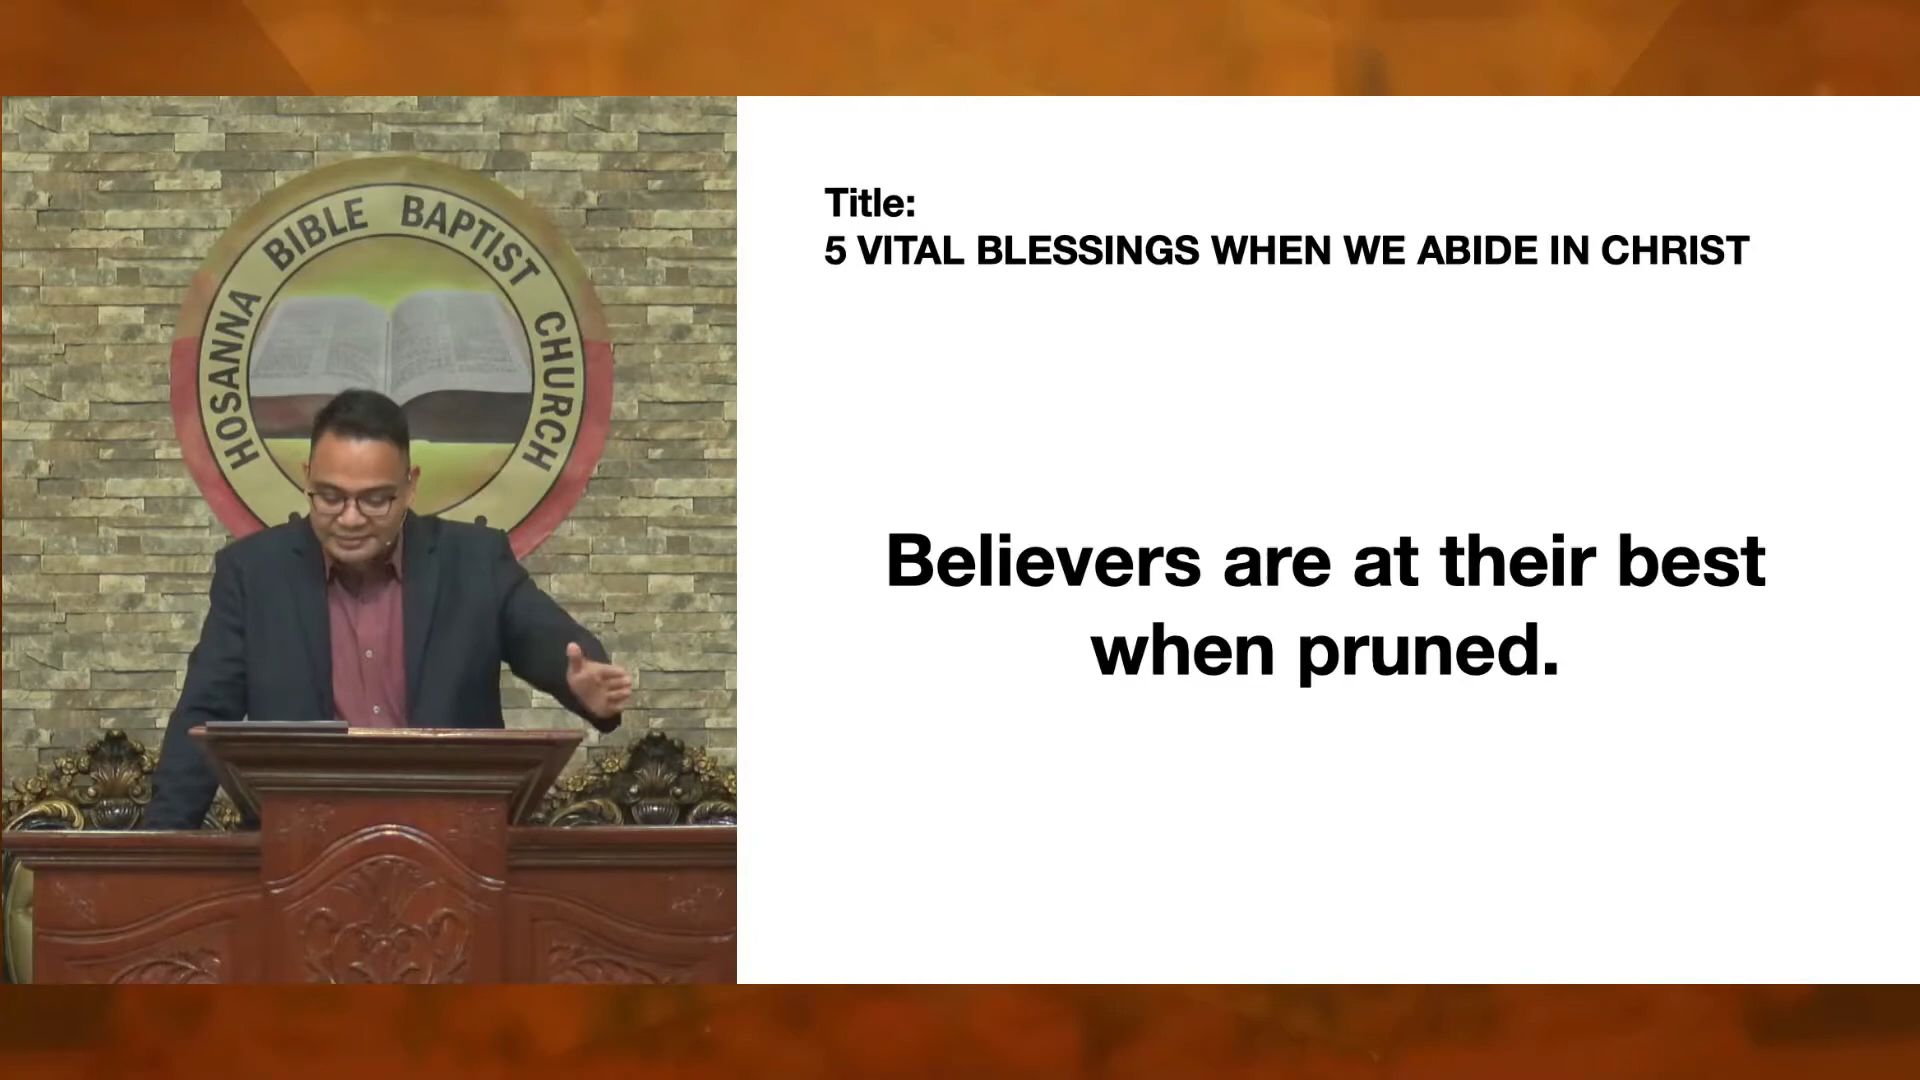 HOSANNA BIBLE BAPTIST CHURCH
Title:
5 VITAL BLESSINGS WHEN WE ABIDE IN CHRIST
Believers are at their best
when pruned.